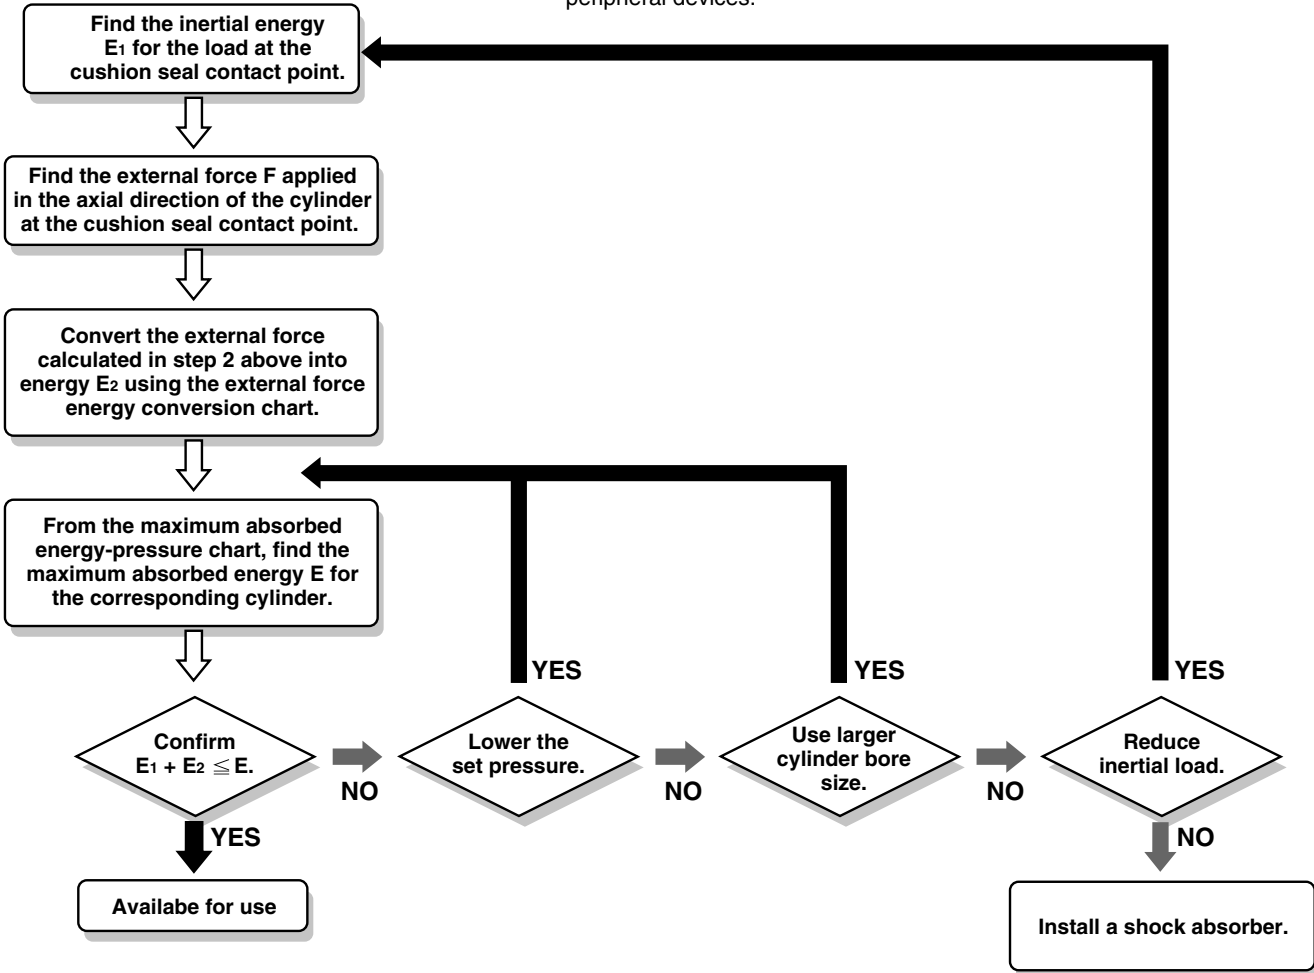 peripheral devices.
Find the inertial energy
E1 for the load at the
cushion seal contact point.
Find the external force F applied
in the axial direction of the cylinder
at the cushion seal contact point.
Convert the external force
calculated in step 2 above into
energy E2 using the external force
energy conversion chart.
From the maximum absorbed
energy-pressure chart, find the
maximum absorbed energy E for
the corresponding cylinder.
YES
YES
YES
Confirm
E1 + E2 ≦ E.
NO
Lower the
set pressure.
NO
Use larger
cylinder bore
size.
NO
Reduce
inertial load.
YES
NO
Availabe for use
Install a shock absorber.